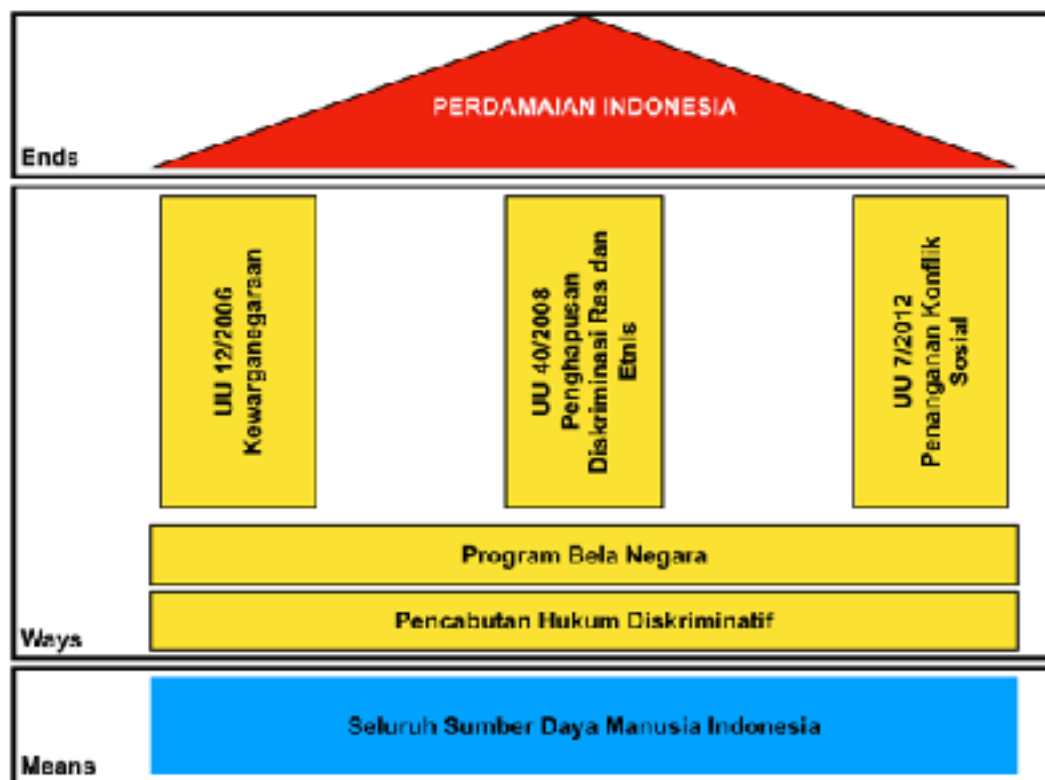 PERDAMAIAN INDONESIA
Ends
UU 12/2006
Kewarganegaraan
UU 40/2008
Penghapusan
Diskriminasi Ras dan
Etnis
UU 7/2012
Penanganan Konflik
Sosial
Program Bela Negara
Pencabutan Hukum Diskriminatif
Ways
Seluruh Sumber Daya Manusia Indonesia
Means